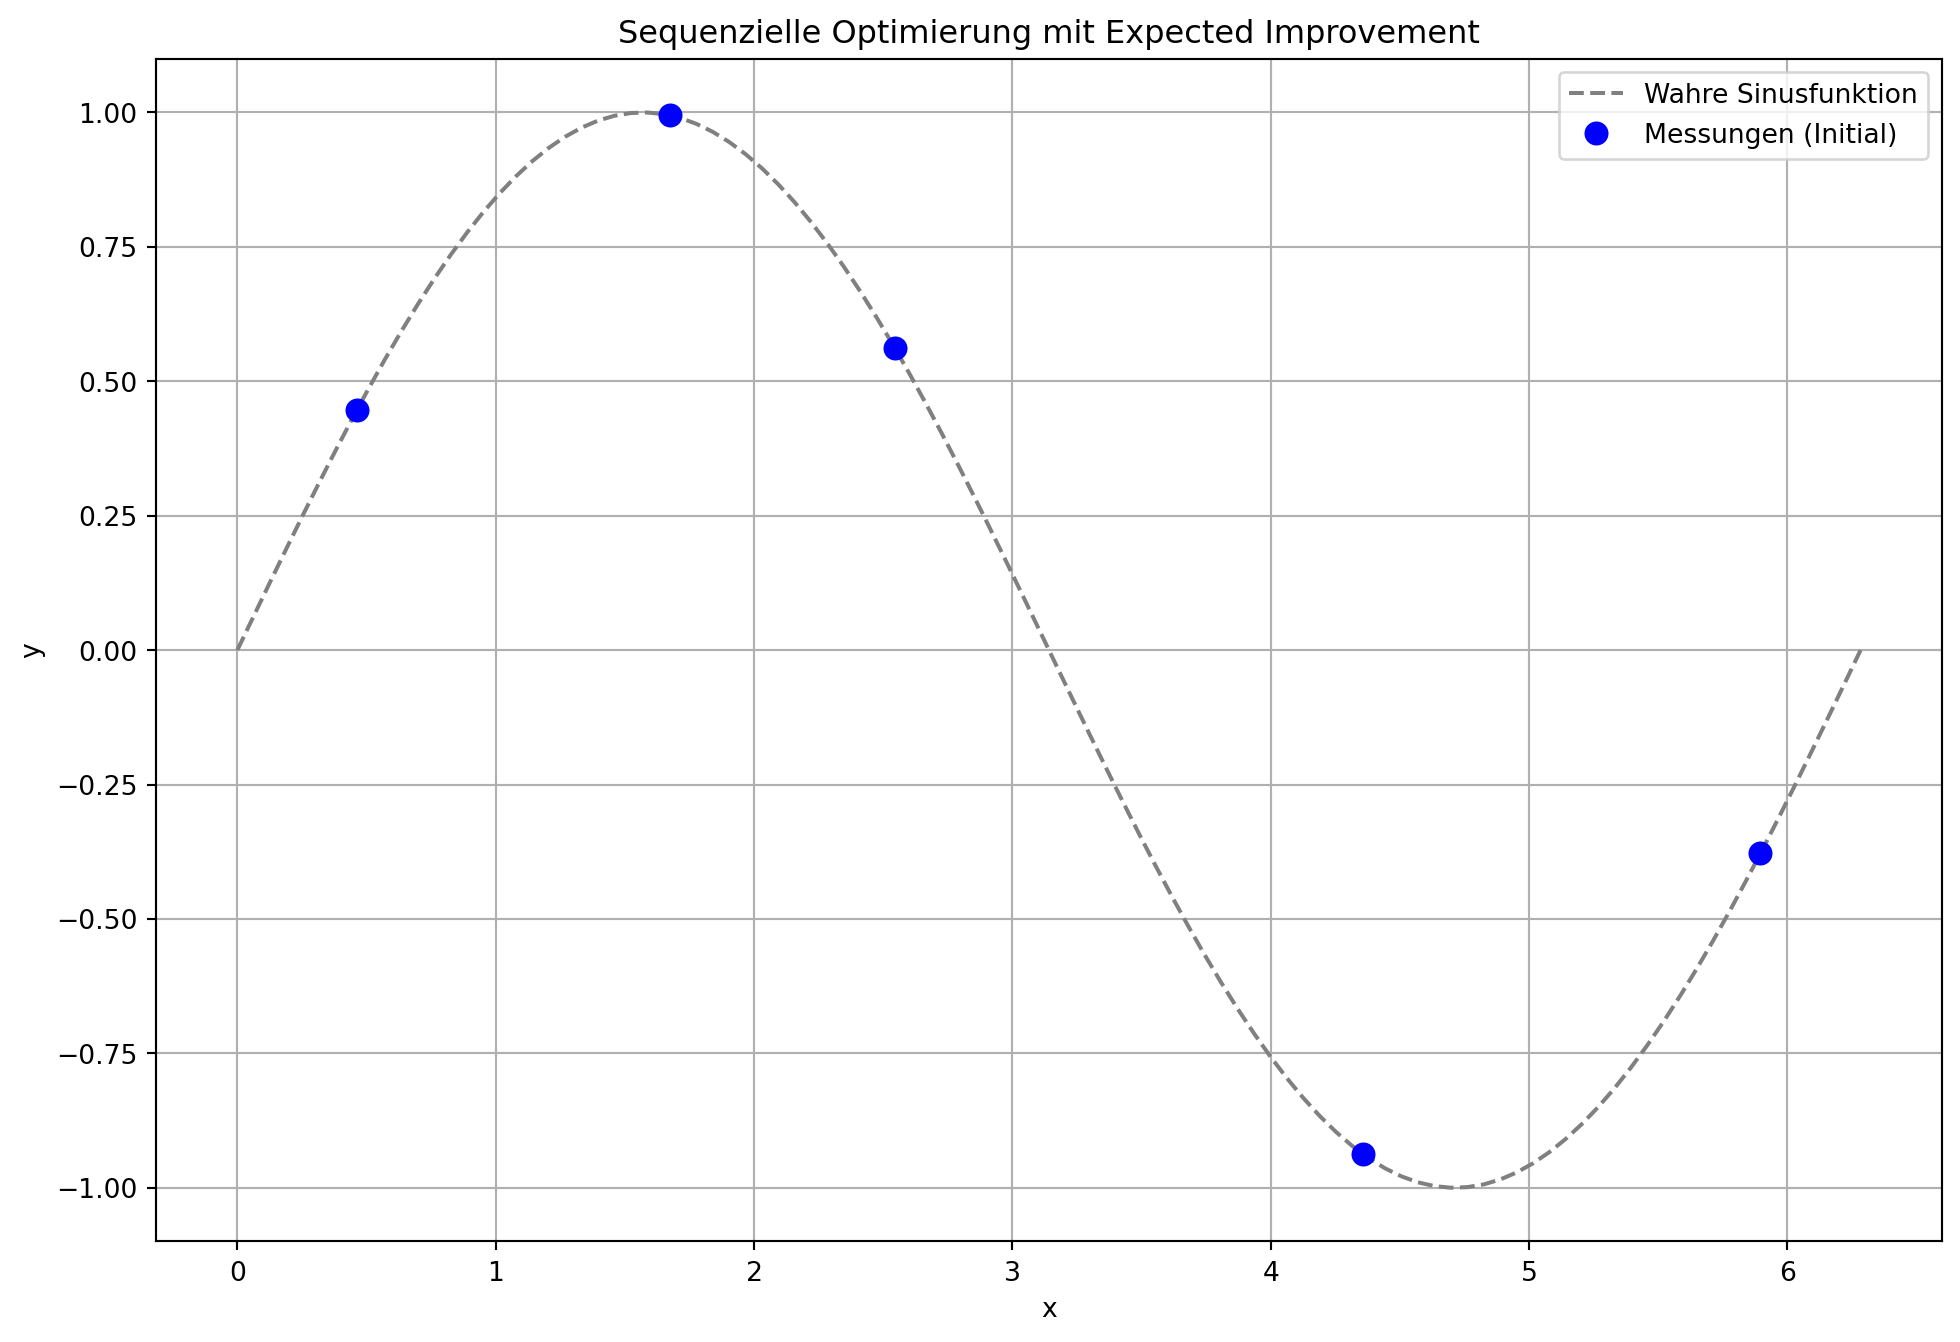 Sequenzielle Optimierung mit Expected Improvement
Wahre Sinusfunktion
Messungen (Initial)
1.00
0.75
0.50
0.25
0.00
−0.25
−0.50
−0.75
−1.00
y
0 1 2 3 4 5 6
x